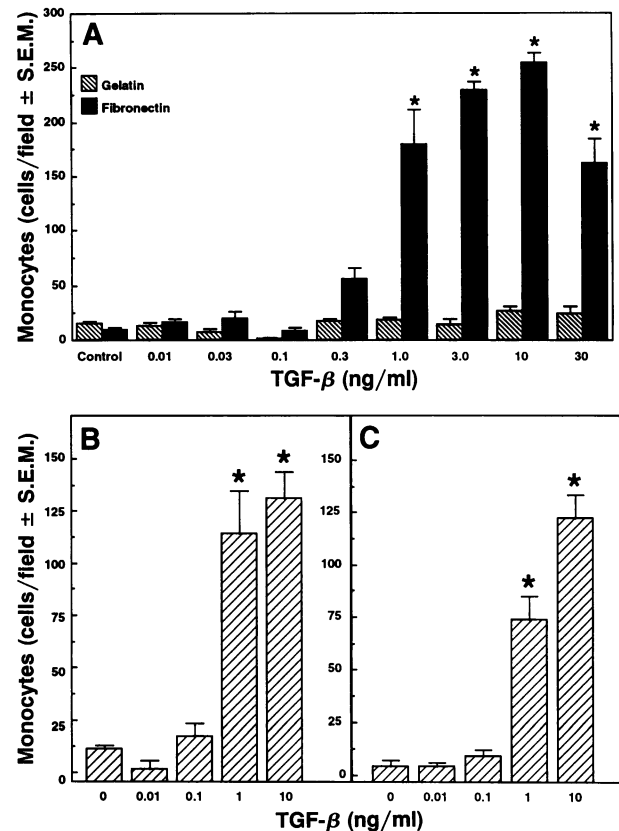 A
300
250
200
150
100
50
0
Monocytes (cells/field ± S.E.M.)
Gelatin
Fibronectin
* * * *
Control 0.01 0.03 0.1 0.3 1.0 3.0 10 30
TGF-β (ng/ml)
B
150
125
100
75
50
25
0
Monocytes (cells/field ± S.E.M.)
* *
0 0.01 0.1 1 10
C
150
125
100
75
50
25
0
* *
0 0.01 0.1 1 10
TGF-β (ng/ml)